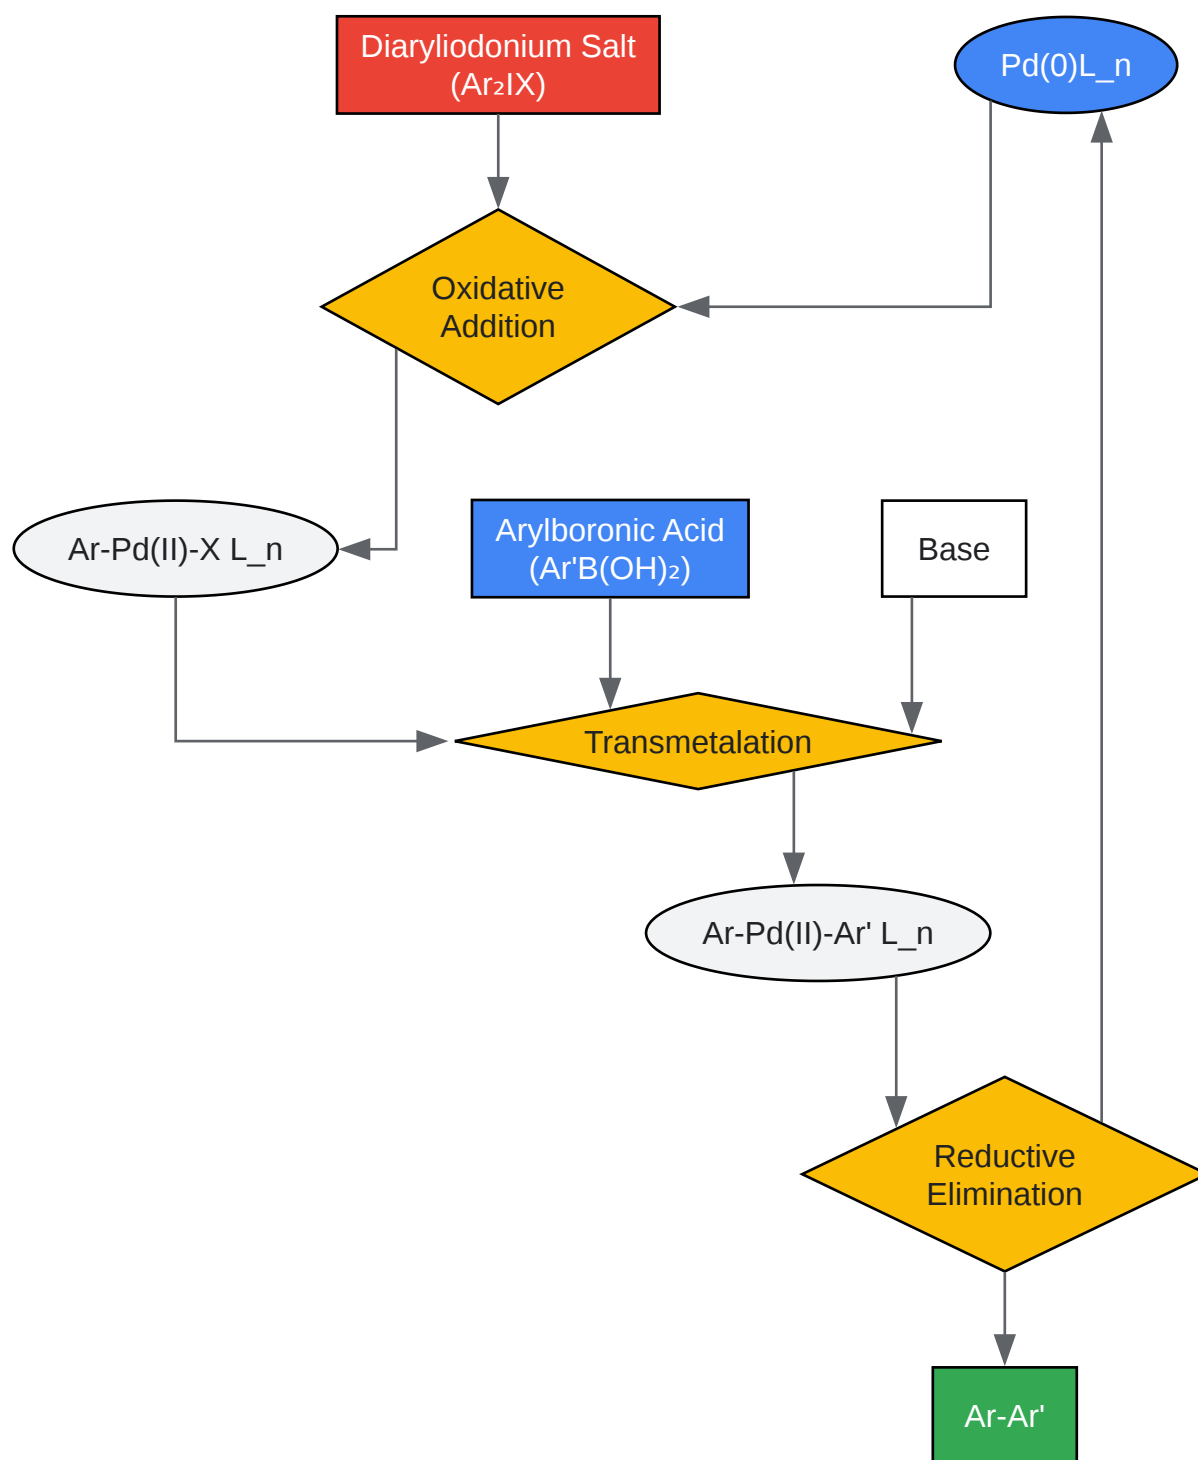 Diaryliodonium Salt
(Ar₂IX)
Pd(0)L_n
Oxidative
Addition
Ar-Pd(II)-X L_n
Arylboronic Acid
(Ar'B(OH)₂)
Base
Transmetalation
Ar-Pd(II)-Ar' L_n
Reductive
Elimination
Ar-Ar'